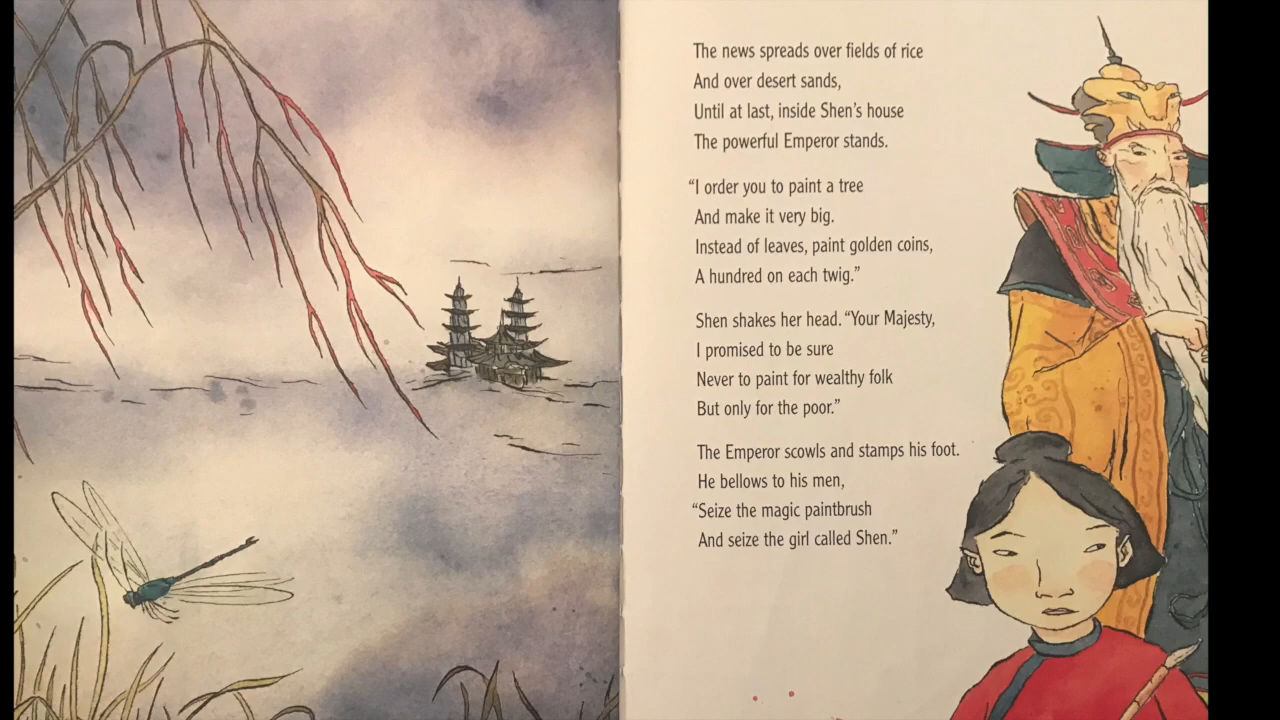 The news spreads over fields of rice
And over desert sands,
Until at last, inside Shen's house
The powerful Emperor stands.
“I order you to paint a tree
And make it very big.
Instead of leaves, paint golden coins,
A hundred on each twig.”
Shen shakes her head. “Your Majesty,
I promised to be sure
Never to paint for wealthy folk
But only for the poor.”
The Emperor scowls and stamps his foot.
He bellows to his men,
“Seize the magic paintbrush
And seize the girl called Shen.”